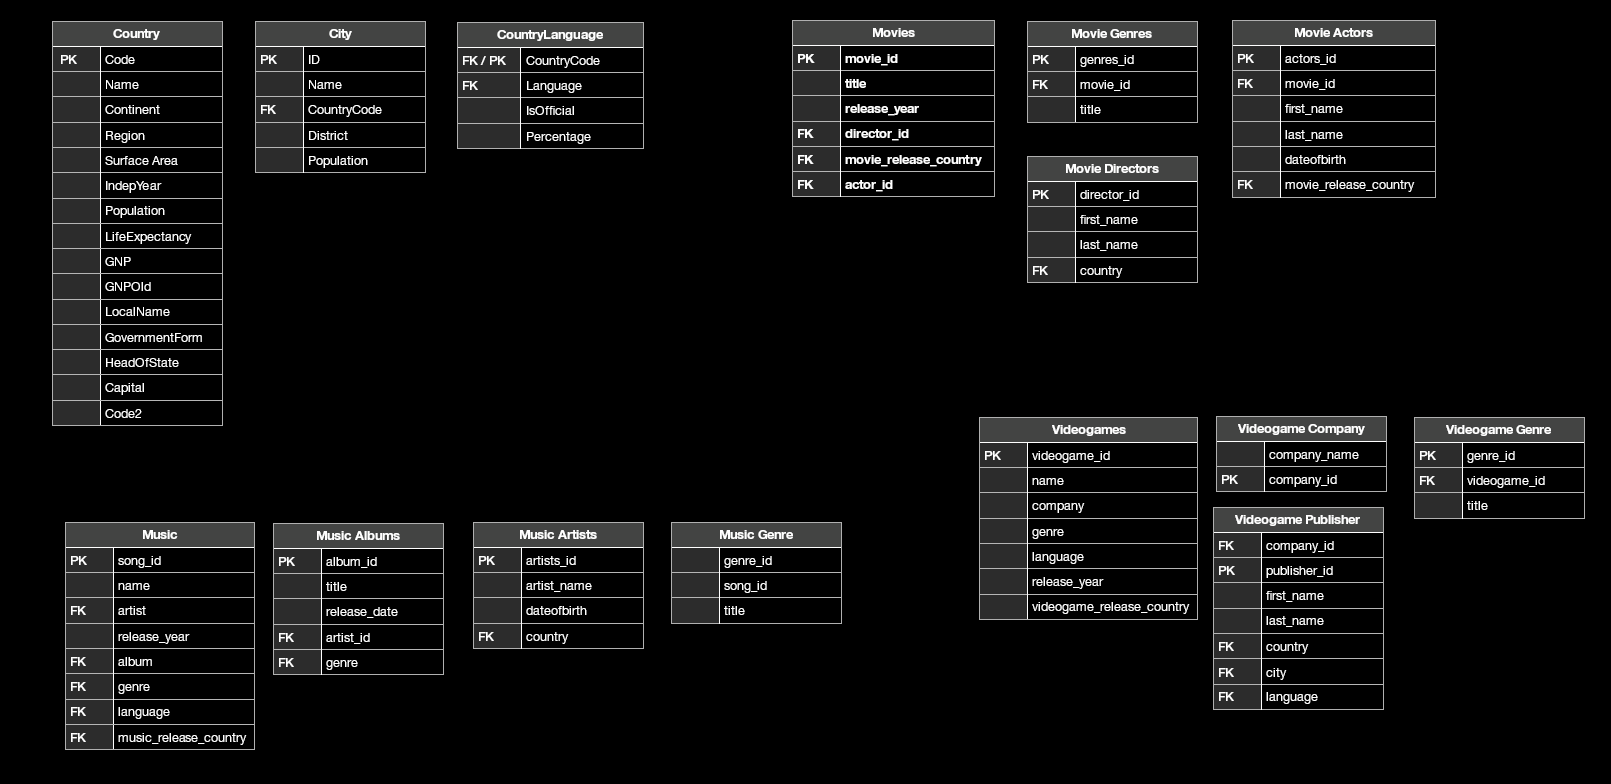 Country
PK Code
Name
Continent
Region
Surface Area
IndepYear
Population
LifeExpectancy
GNP
GNPOld
LocalName
GovernmentForm
HeadOfState
Capital
Code2
City
PK ID
Name
FK CountryCode
District
Population
CountryLanguage
FK / PK CountryCode
FK Language
IsOfficial
Percentage
Movies
PK movie_id
title
release_year
FK director_id
FK movie_release_country
FK actor_id
Movie Genres
PK genres_id
FK movie_id
title
Movie Directors
PK director_id
first_name
last_name
FK country
Movie Actors
PK actors_id
FK movie_id
first_name
last_name
dateofbirth
FK movie_release_country
Music
PK song_id
name
FK artist
release_year
FK album
FK genre
FK language
FK music_release_country
Music Albums
PK album_id
title
release_date
FK artist_id
FK genre
Music Artists
PK artists_id
artist_name
dateofbirth
FK country
Music Genre
genre_id
song_id
title
Videogames
PK videogame_id
name
company
genre
language
release_year
videogame_release_country
Videogame Company
company_name
PK company_id
Videogame Publisher
FK company_id
PK publisher_id
first_name
last_name
FK country
FK city
FK language
Videogame Genre
PK genre_id
FK videogame_id
title